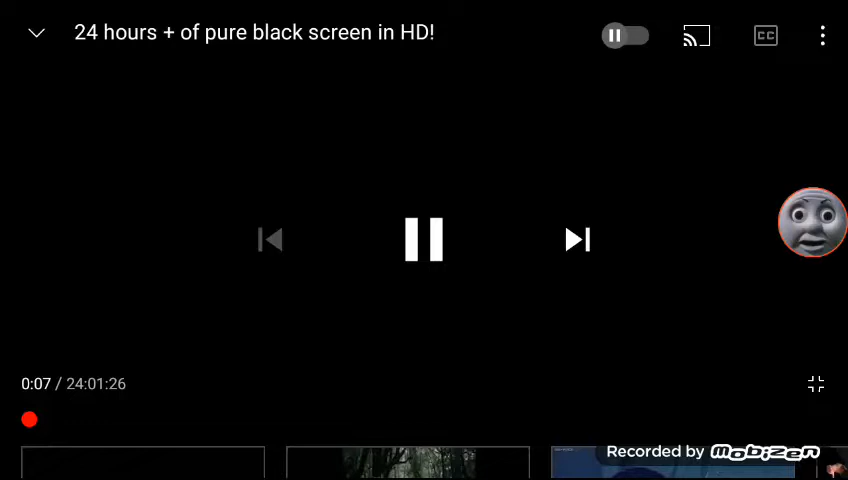 24 hours + of pure black screen in HD!
CC
0:07 / 24:01:26
Recorded by Mobizen